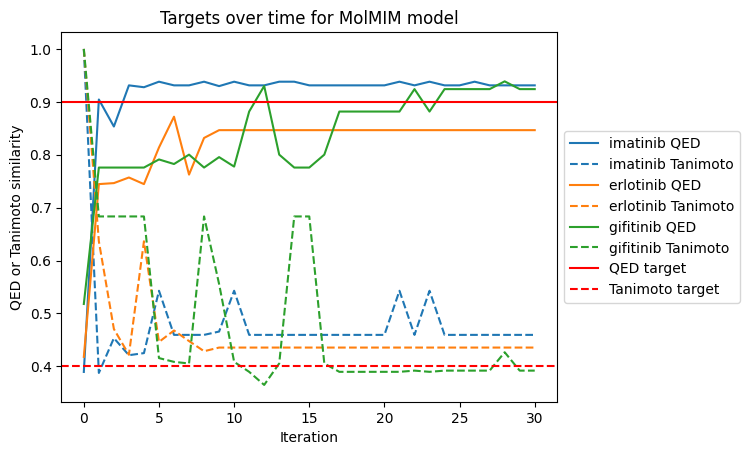 Targets over time for MolMIM model
QED or Tanimoto similarity
1.0
0.9
0.8
0.7
0.6
0.5
0.4
0
5
10
15
20
25
30
Iteration
imatinib QED
imatinib Tanimoto
erlotinib QED
erlotinib Tanimoto
gifitinib QED
gifitinib Tanimoto
QED target
Tanimoto target